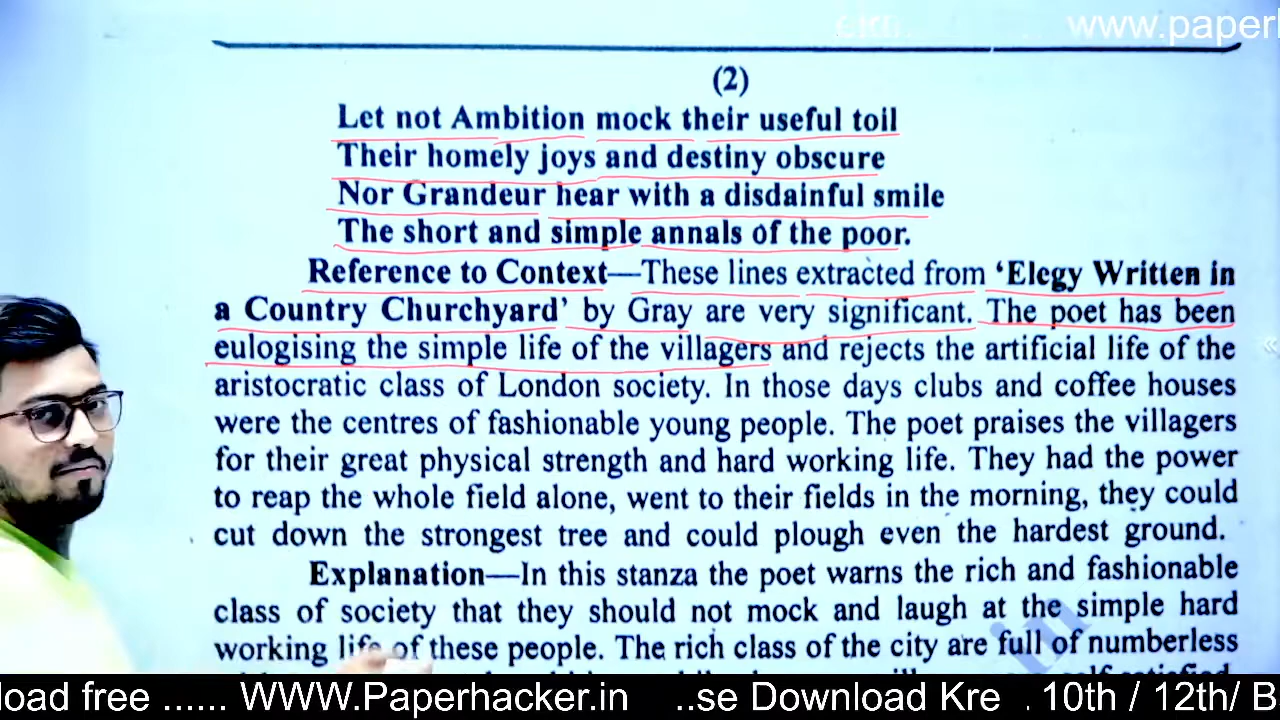 www.paperh
(2)
Let not Ambition mock their useful toil
Their homely joys and destiny obscure
Nor Grandeur hear with a disdainful smile
The short and simple annals of the poor.
Reference to Context—These lines extracted from ‘Elegy Written in
a Country Churchyard’ by Gray are very significant. The poet has been
eulogising the simple life of the villagers and rejects the artificial life of the
aristocratic class of London society. In those days clubs and coffee houses
were the centres of fashionable young people. The poet praises the villagers
for their great physical strength and hard working life. They had the power
to reap the whole field alone, went to their fields in the morning, they could
cut down the strongest tree and could plough even the hardest ground.
Explanation—In this stanza the poet warns the rich and fashionable
class of society that they should not mock and laugh at the simple hard
working life of these people. The rich class of the city are full of numberless
load free ...... WWW.Paperhacker.in ..se Download Kre . 10th / 12th/ B